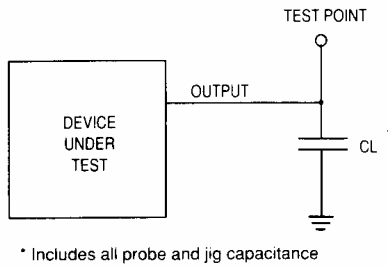 TEST POINT
OUTPUT
DEVICE
UNDER
TEST
CL *
* Includes all probe and jig capacitance